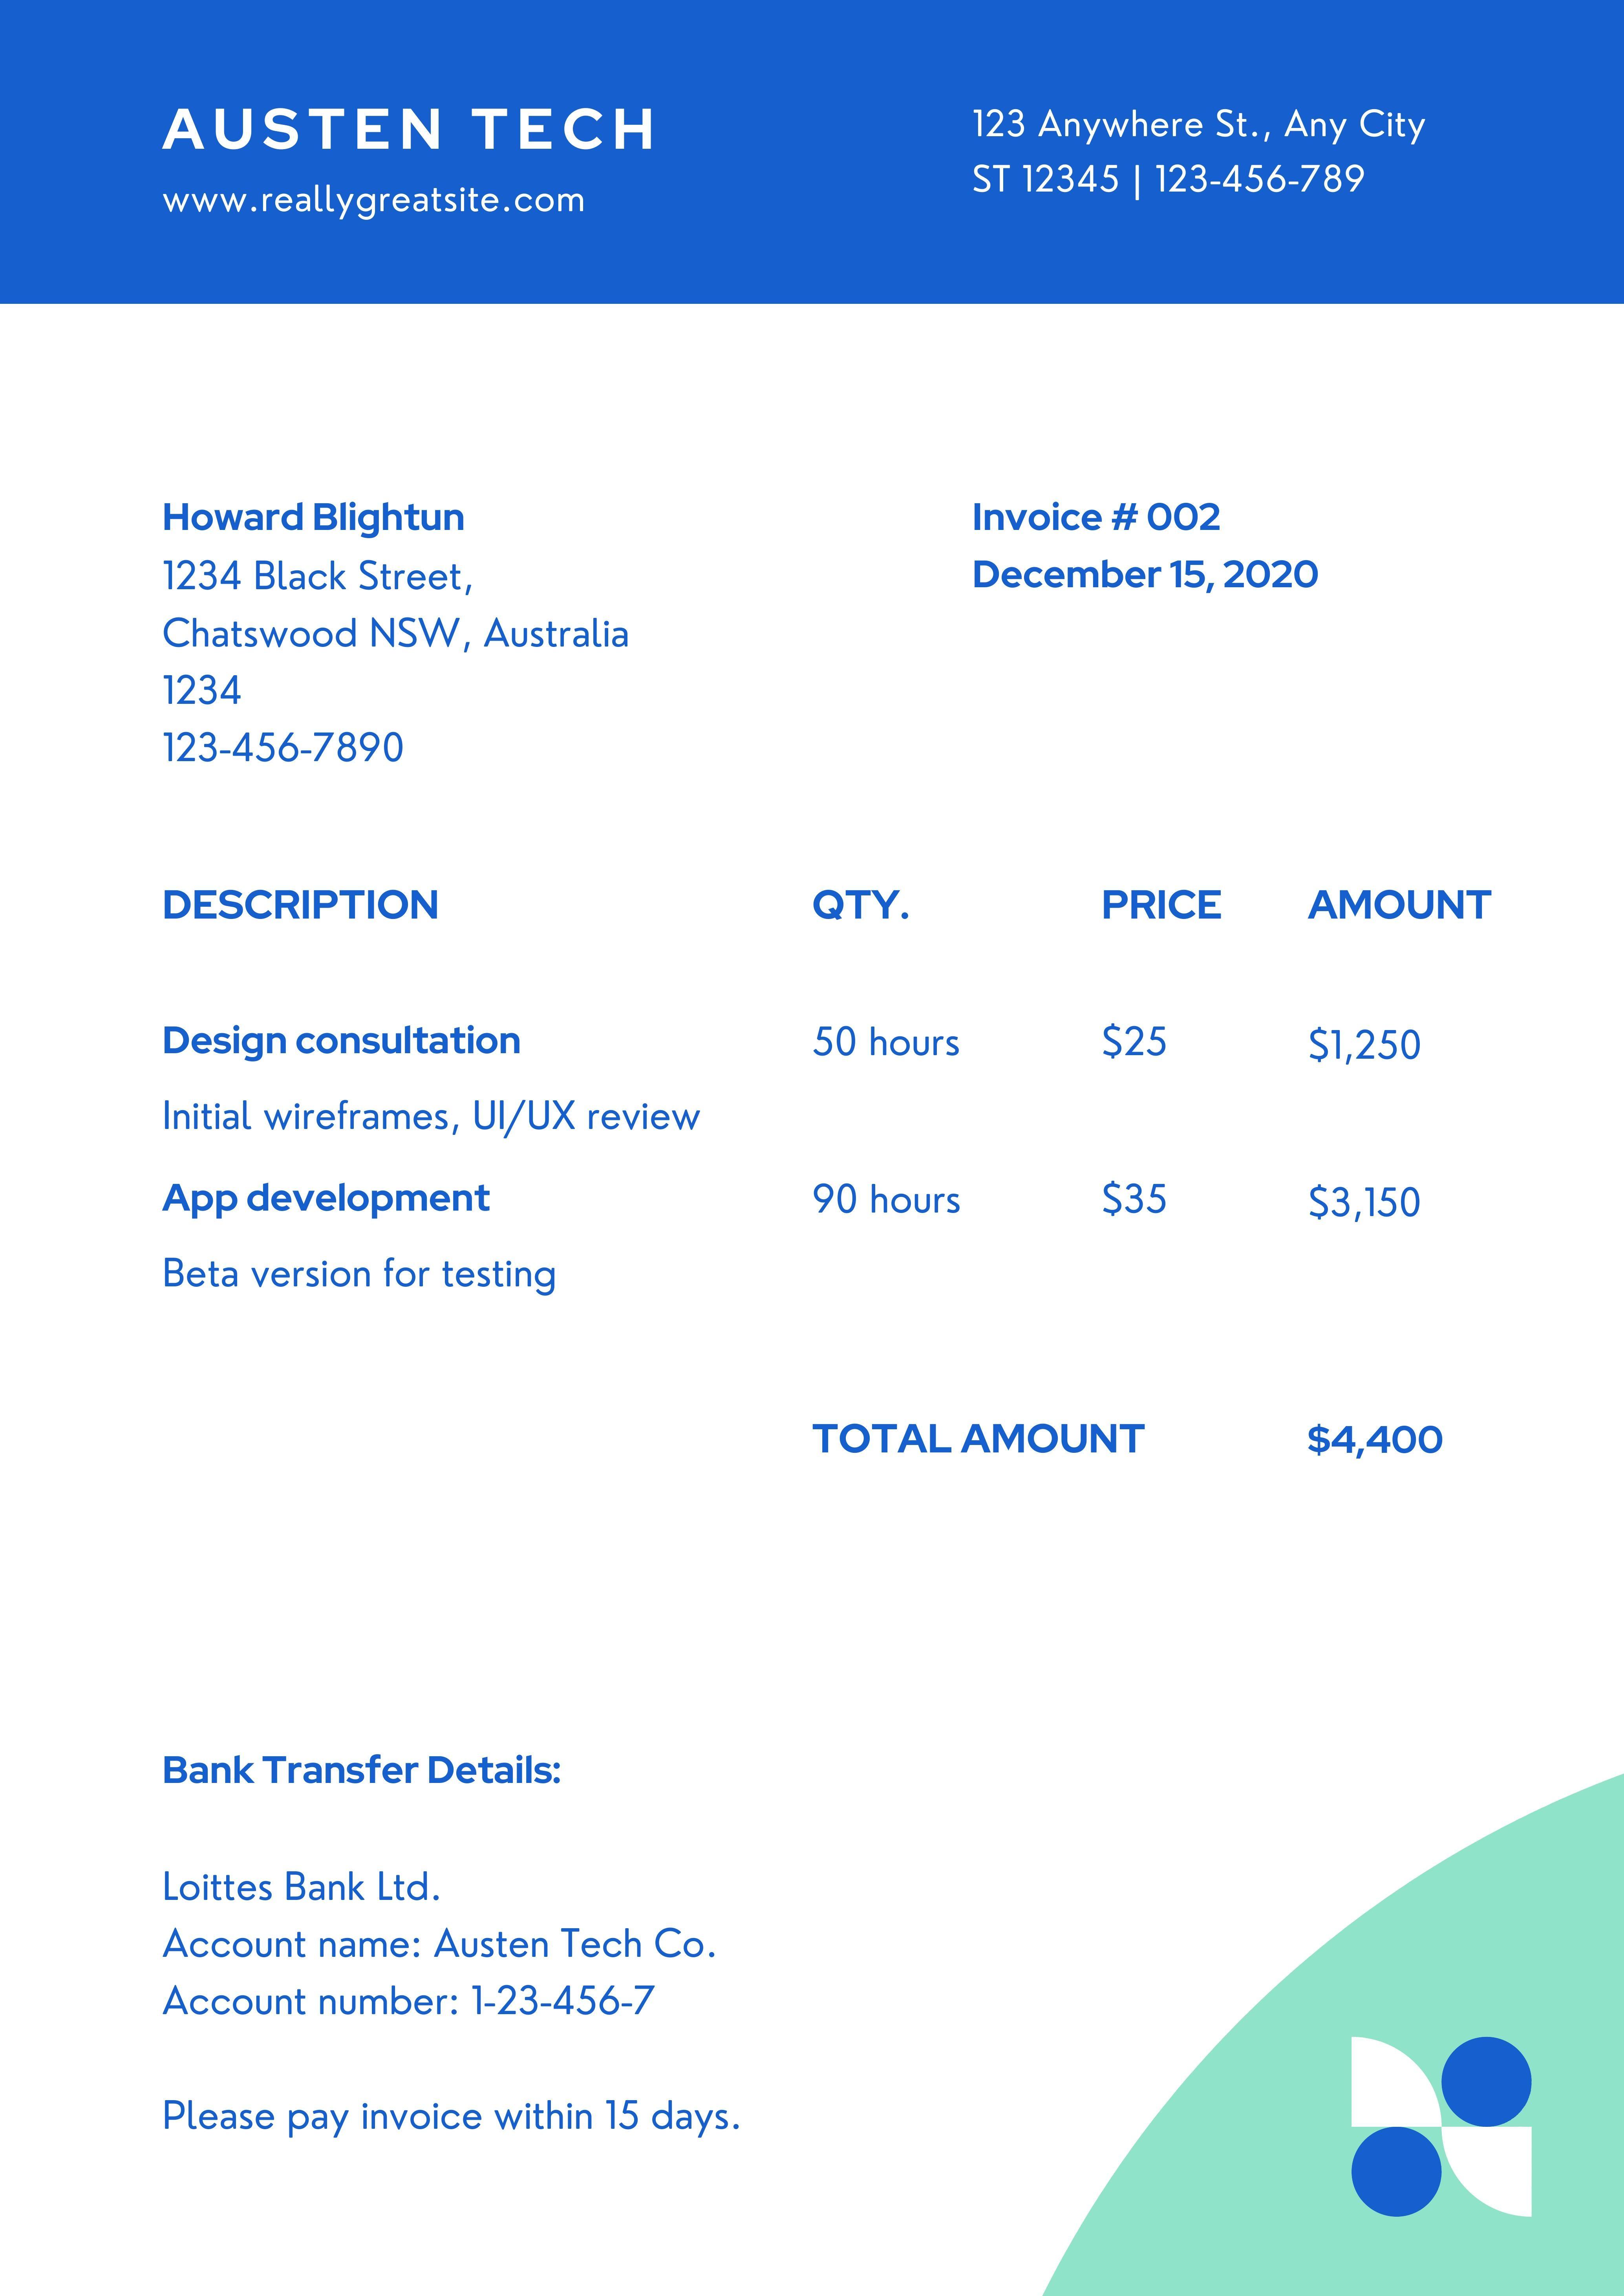 AUSTEN TECH
www.reallygreatsite.com
123 Anywhere St., Any City
ST 12345 | 123-456-789
Howard Blightun
1234 Black Street,
Chatswood NSW, Australia
1234
123-456-7890
Invoice # 002
December 15, 2020
DESCRIPTION QTY. PRICE AMOUNT
Design consultation 50 hours $25 $1,250
Initial wireframes, UI/UX review
App development 90 hours $35 $3,150
Beta version for testing
TOTAL AMOUNT $4,400
Bank Transfer Details:
Loittes Bank Ltd.
Account name: Austen Tech Co.
Account number: 1-23-456-7
Please pay invoice within 15 days.